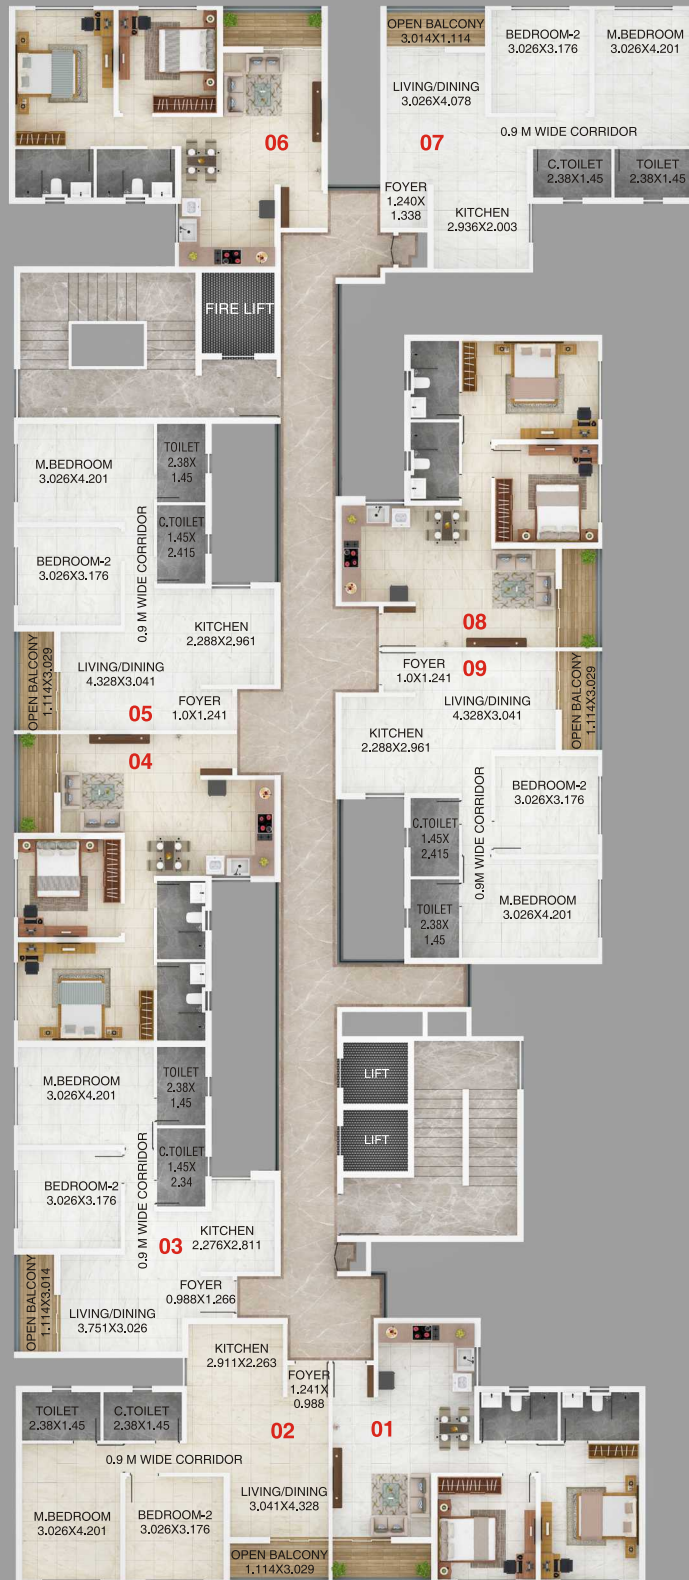 OPEN BALCONY
3.014X1.114
BEDROOM-2
3.026X3.176
M.BEDROOM
3.026X4.201
LIVING/DINING
3.026X4.078
06
07
0.9 M WIDE CORRIDOR
C.TOILET
2.38X1.45
TOILET
2.38X1.45
FOYER
1.240X
1.338
KITCHEN
2.936X2.003
FIRE LIFT
M.BEDROOM
3.026X4.201
TOILET
2.38X
1.45
C.TOILET
1.45X
2.415
BEDROOM-2
3.026X3.176
0.9 M WIDE CORRIDOR
KITCHEN
2.288X2.961
OPEN BALCONY
1.114X3.029
LIVING/DINING
4.328X3.041
FOYER
1.0X1.241
05
04
08
09
FOYER
1.0X1.241
LIVING/DINING
4.328X3.041
OPEN BALCONY
1.114X3.029
KITCHEN
2.288X2.961
BEDROOM-2
3.026X3.176
C.TOILET
1.45X
2.415
0.9M WIDE CORRIDOR
TOILET
2.38X
1.45
M.BEDROOM
3.026X4.201
LIFT
LIFT
M.BEDROOM
3.026X4.201
TOILET
2.38X
1.45
C.TOILET
1.45X
2.34
BEDROOM-2
3.026X3.176
0.9 M WIDE CORRIDOR
03
KITCHEN
2.276X2.811
OPEN BALCONY
1.114X3.014
FOYER
0.988X1.266
LIVING/DINING
3.751X3.026
KITCHEN
2.911X2.263
FOYER
1.241X
0.988
TOILET
2.38X1.45
C.TOILET
2.38X1.45
02
01
0.9 M WIDE CORRIDOR
LIVING/DINING
3.041X4.328
M.BEDROOM
3.026X4.201
BEDROOM-2
3.026X3.176
OPEN BALCONY
1.114X3.029